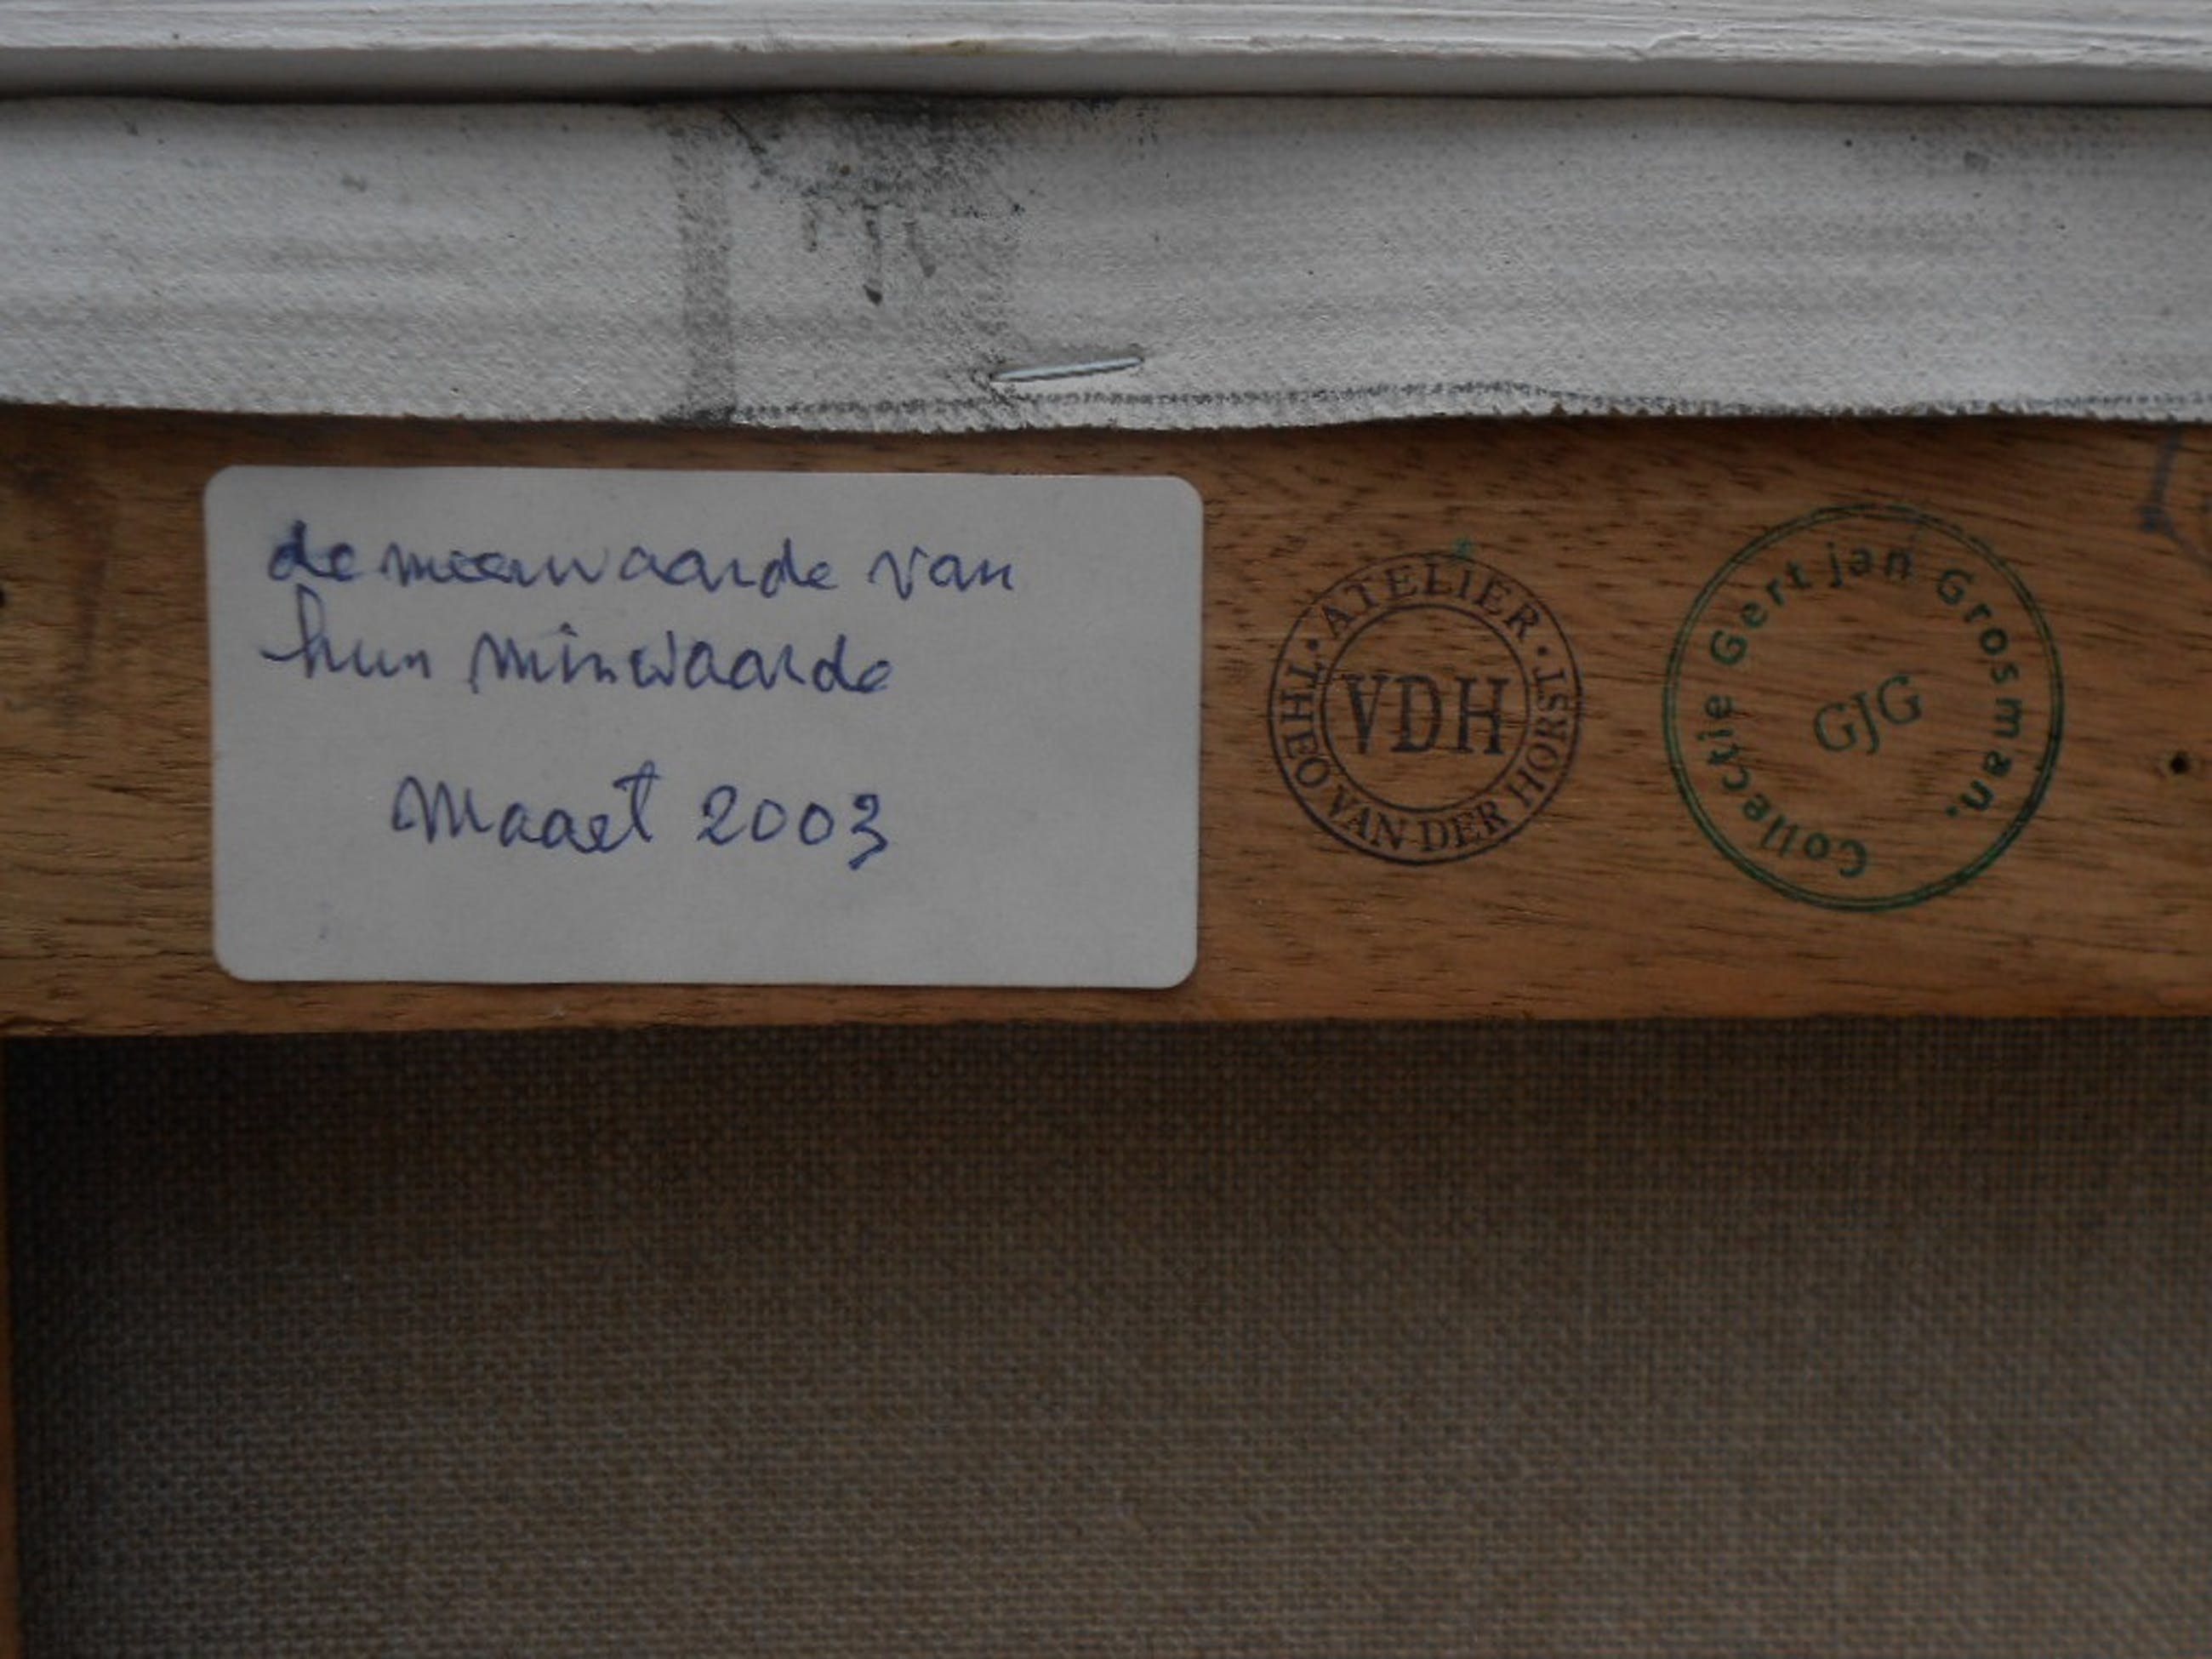 de meerwaarde van
hun minwaarde
Maart 2003
· ATELIER ·
THEO VAN DER HORST
VDH
Collectie Gert jan Grosman.
GJG